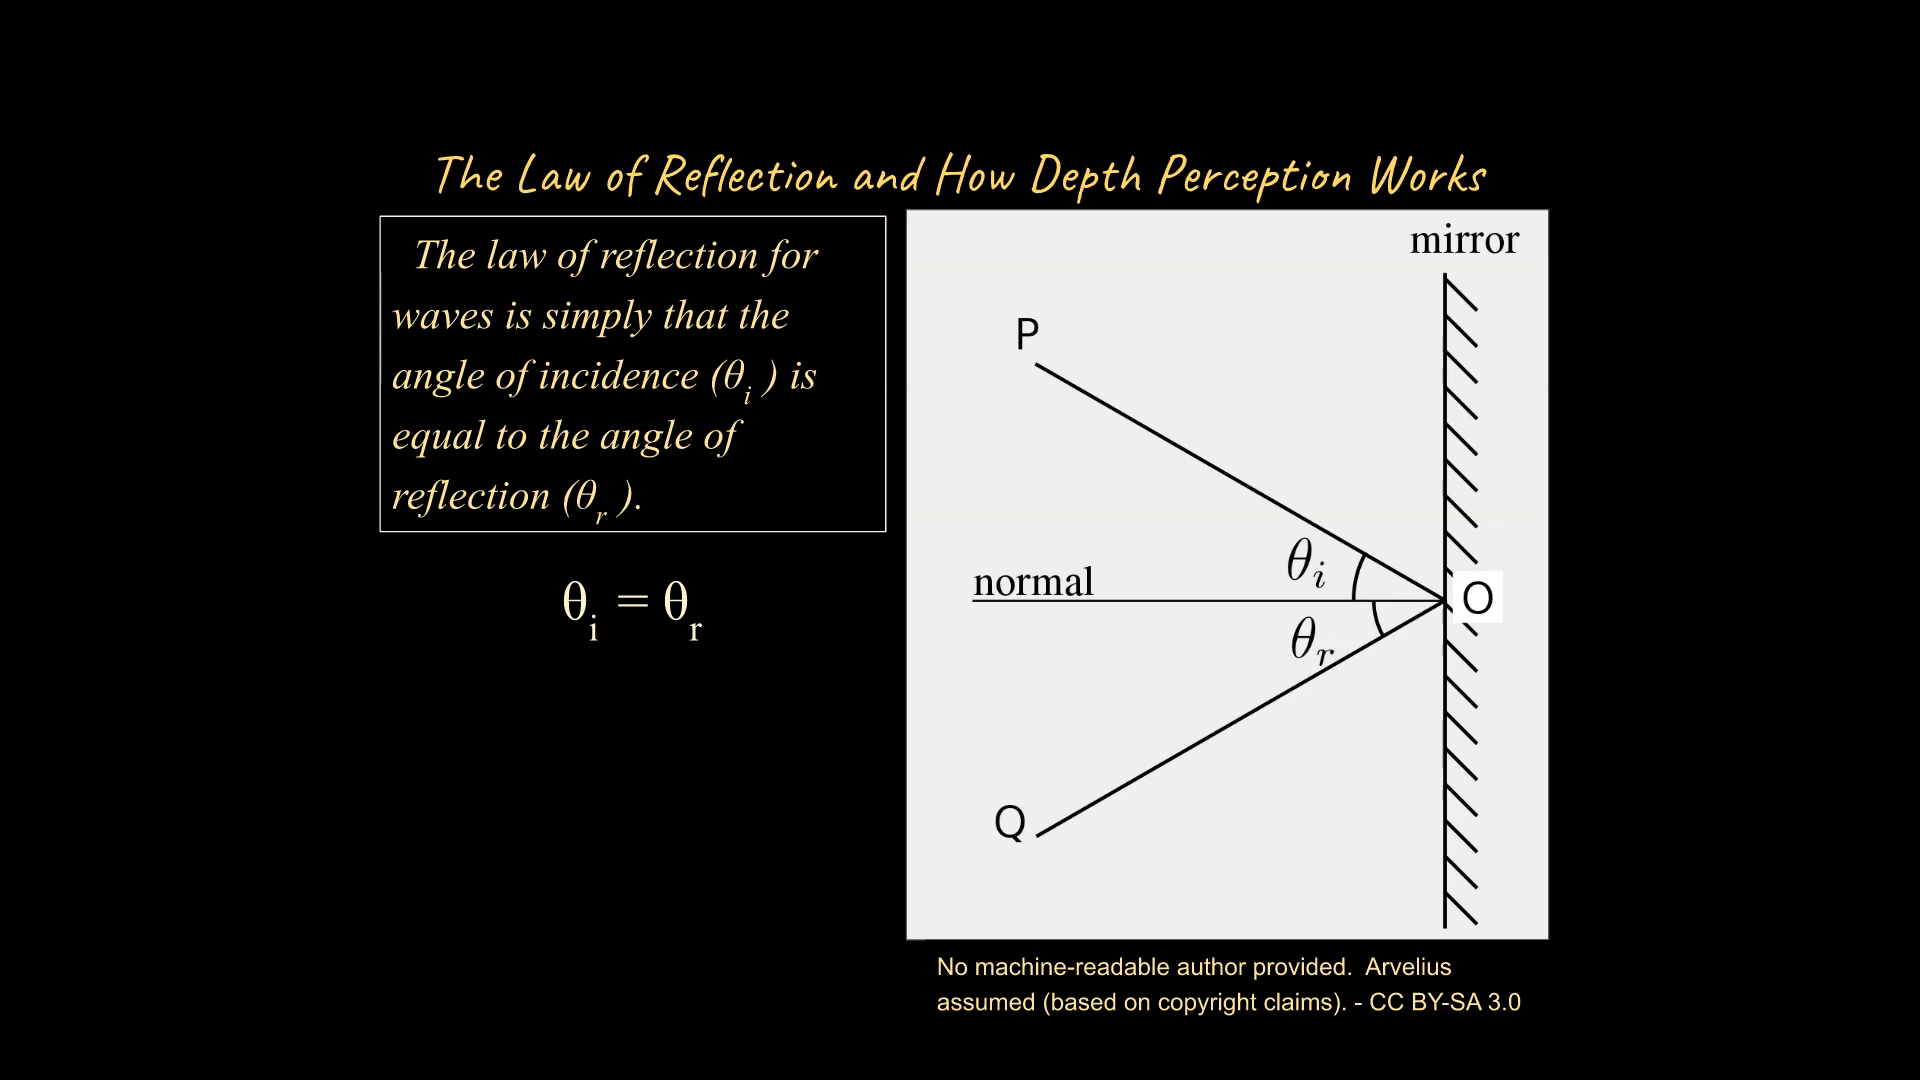 The Law of Reflection and How Depth Perception Works
The law of reflection for
waves is simply that the
angle of incidence (θi ) is
equal to the angle of
reflection (θr ).
θi = θr
mirror
P
θi
normal
O
θr
Q
No machine-readable author provided. Arvelius
assumed (based on copyright claims). - CC BY-SA 3.0